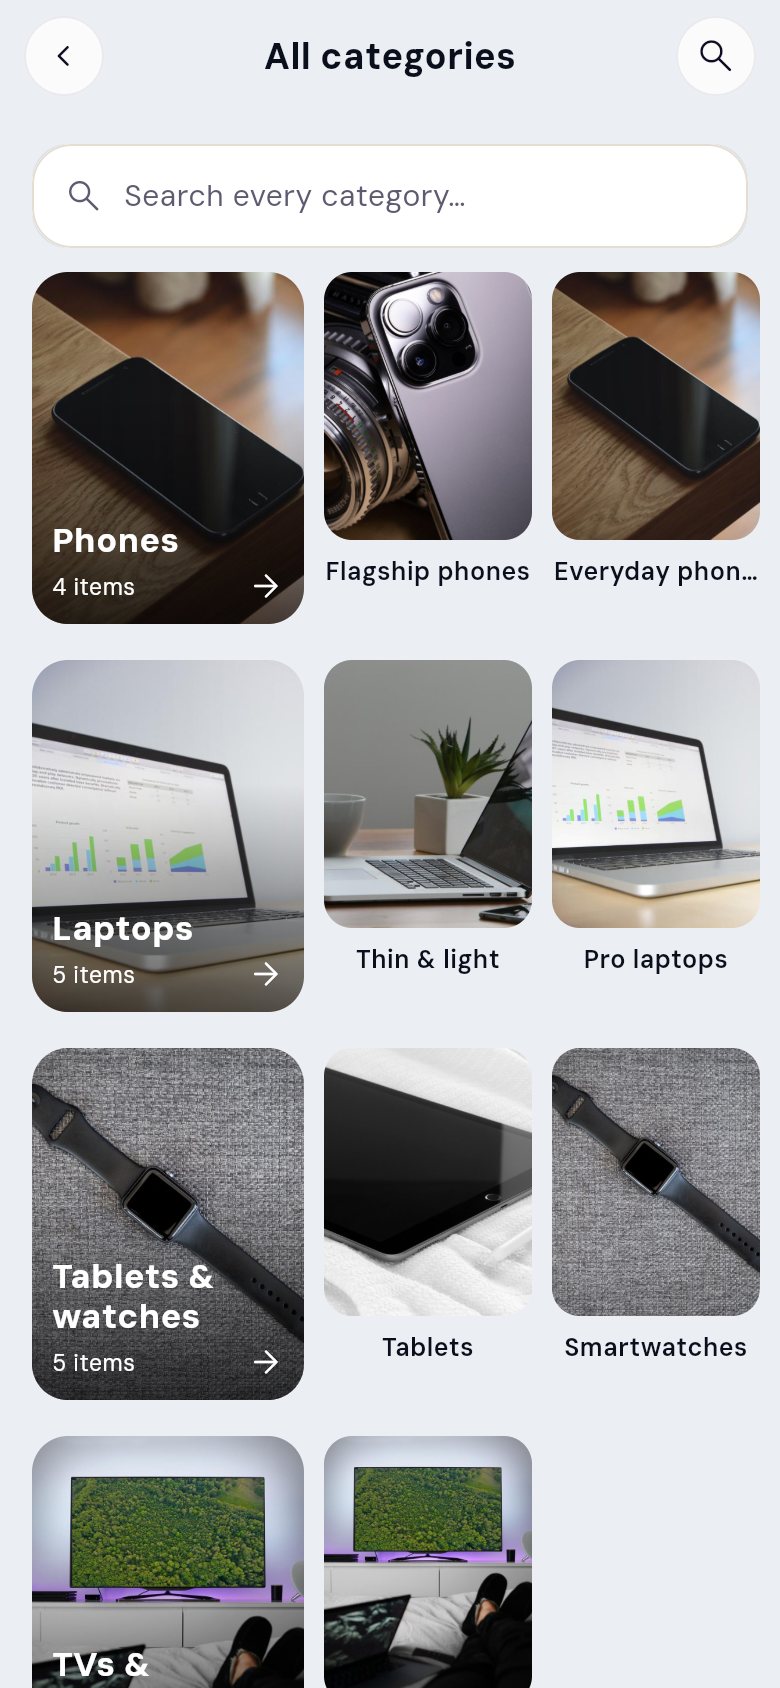 All categories
Search every category...
Phones
4 items
Flagship phones
Everyday phon...
Laptops
5 items
Thin & light
Pro laptops
Tablets &
watches
5 items
Tablets
Smartwatches
TVs &